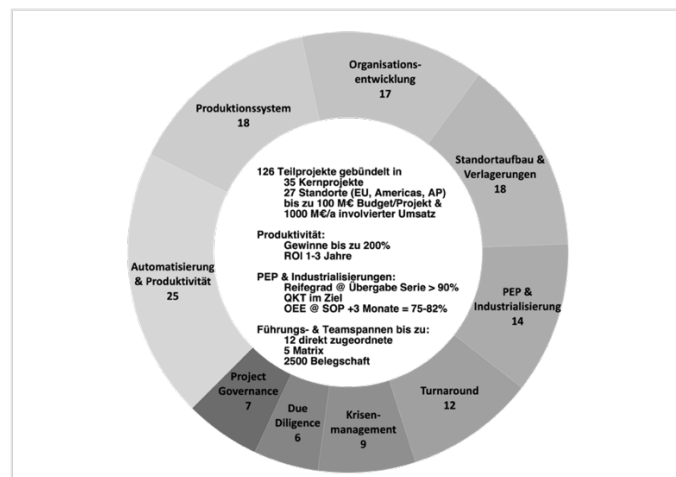 Organisations-
entwicklung
17
Standortaufbau &
Verlagerungen
18
PEP &
Industrialisierung
14
Turnaround
12
Krisen-
management
9
Due
Diligence
6
Project
Governance
7
Automatisierung
& Produktivität
25
Produktionssystem
18
126 Teilprojekte gebündelt in
35 Kernprojekte
27 Standorte (EU, Americas, AP)
bis zu 100 M€ Budget/Projekt &
1000 M€/a involvierter Umsatz
Produktivität:
Gewinne bis zu 200%
ROI 1-3 Jahre
PEP & Industrialisierungen:
Reifegrad @ Übergabe Serie > 90%
QKT im Ziel
OEE @ SOP +3 Monate = 75-82%
Führungs- & Teamspannen bis zu:
12 direkt zugeordnete
5 Matrix
2500 Belegschaft